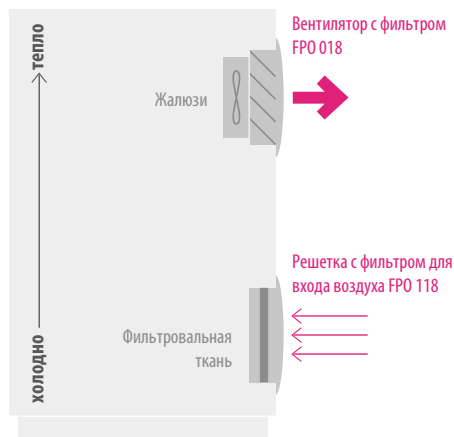 Вентилятор с фильтром
FPO 018
тепло
Жалюзи
Решетка с фильтром для
входа воздуха FPO 118
Фильтровальная
ткань
холодно